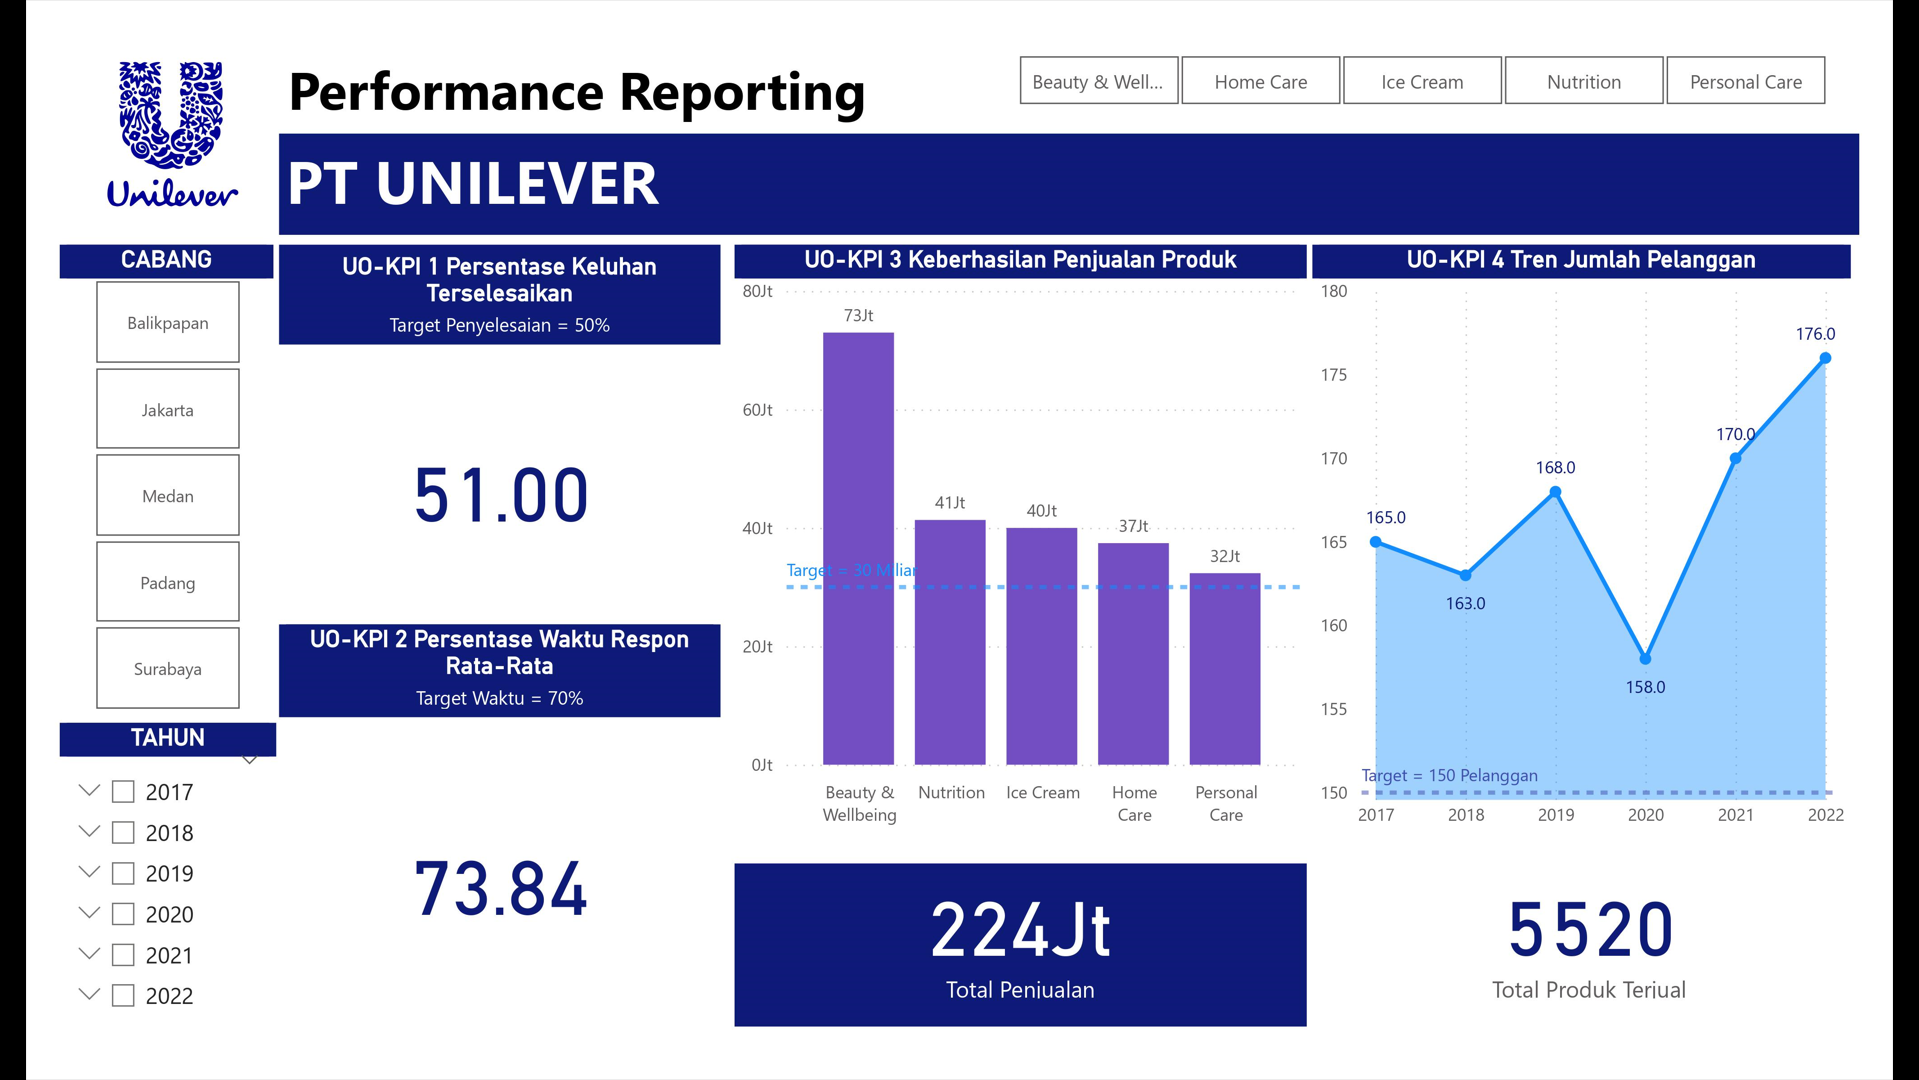 Unilever
Performance Reporting
Beauty & Well...
Home Care
Ice Cream
Nutrition
Personal Care
PT UNILEVER
CABANG
Balikpapan
Jakarta
Medan
Padang
Surabaya
TAHUN
2017
2018
2019
2020
2021
2022
UO-KPI 1 Persentase Keluhan
Terselesaikan
Target Penyelesaian = 50%
51.00
UO-KPI 2 Persentase Waktu Respon
Rata-Rata
Target Waktu = 70%
73.84
UO-KPI 3 Keberhasilan Penjualan Produk
80Jt
60Jt
40Jt
20Jt
0Jt
73Jt
41Jt
40Jt
37Jt
32Jt
Target = 30 Miliar
Beauty &
Wellbeing
Nutrition
Ice Cream
Home
Care
Personal
Care
224Jt
Total Penjualan
UO-KPI 4 Tren Jumlah Pelanggan
180
175
170
165
160
155
150
165.0
163.0
168.0
158.0
170.0
176.0
Target = 150 Pelanggan
2017
2018
2019
2020
2021
2022
5520
Total Produk Terjual